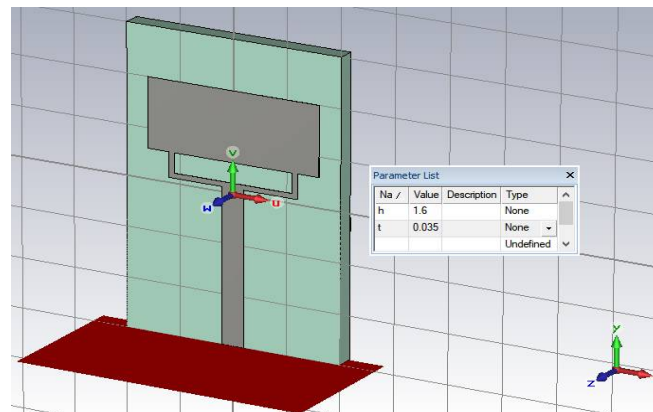 v
w
u
Parameter List
Na / Value Description Type
h 1.6 None
t 0.035 None
Undefined
y
z